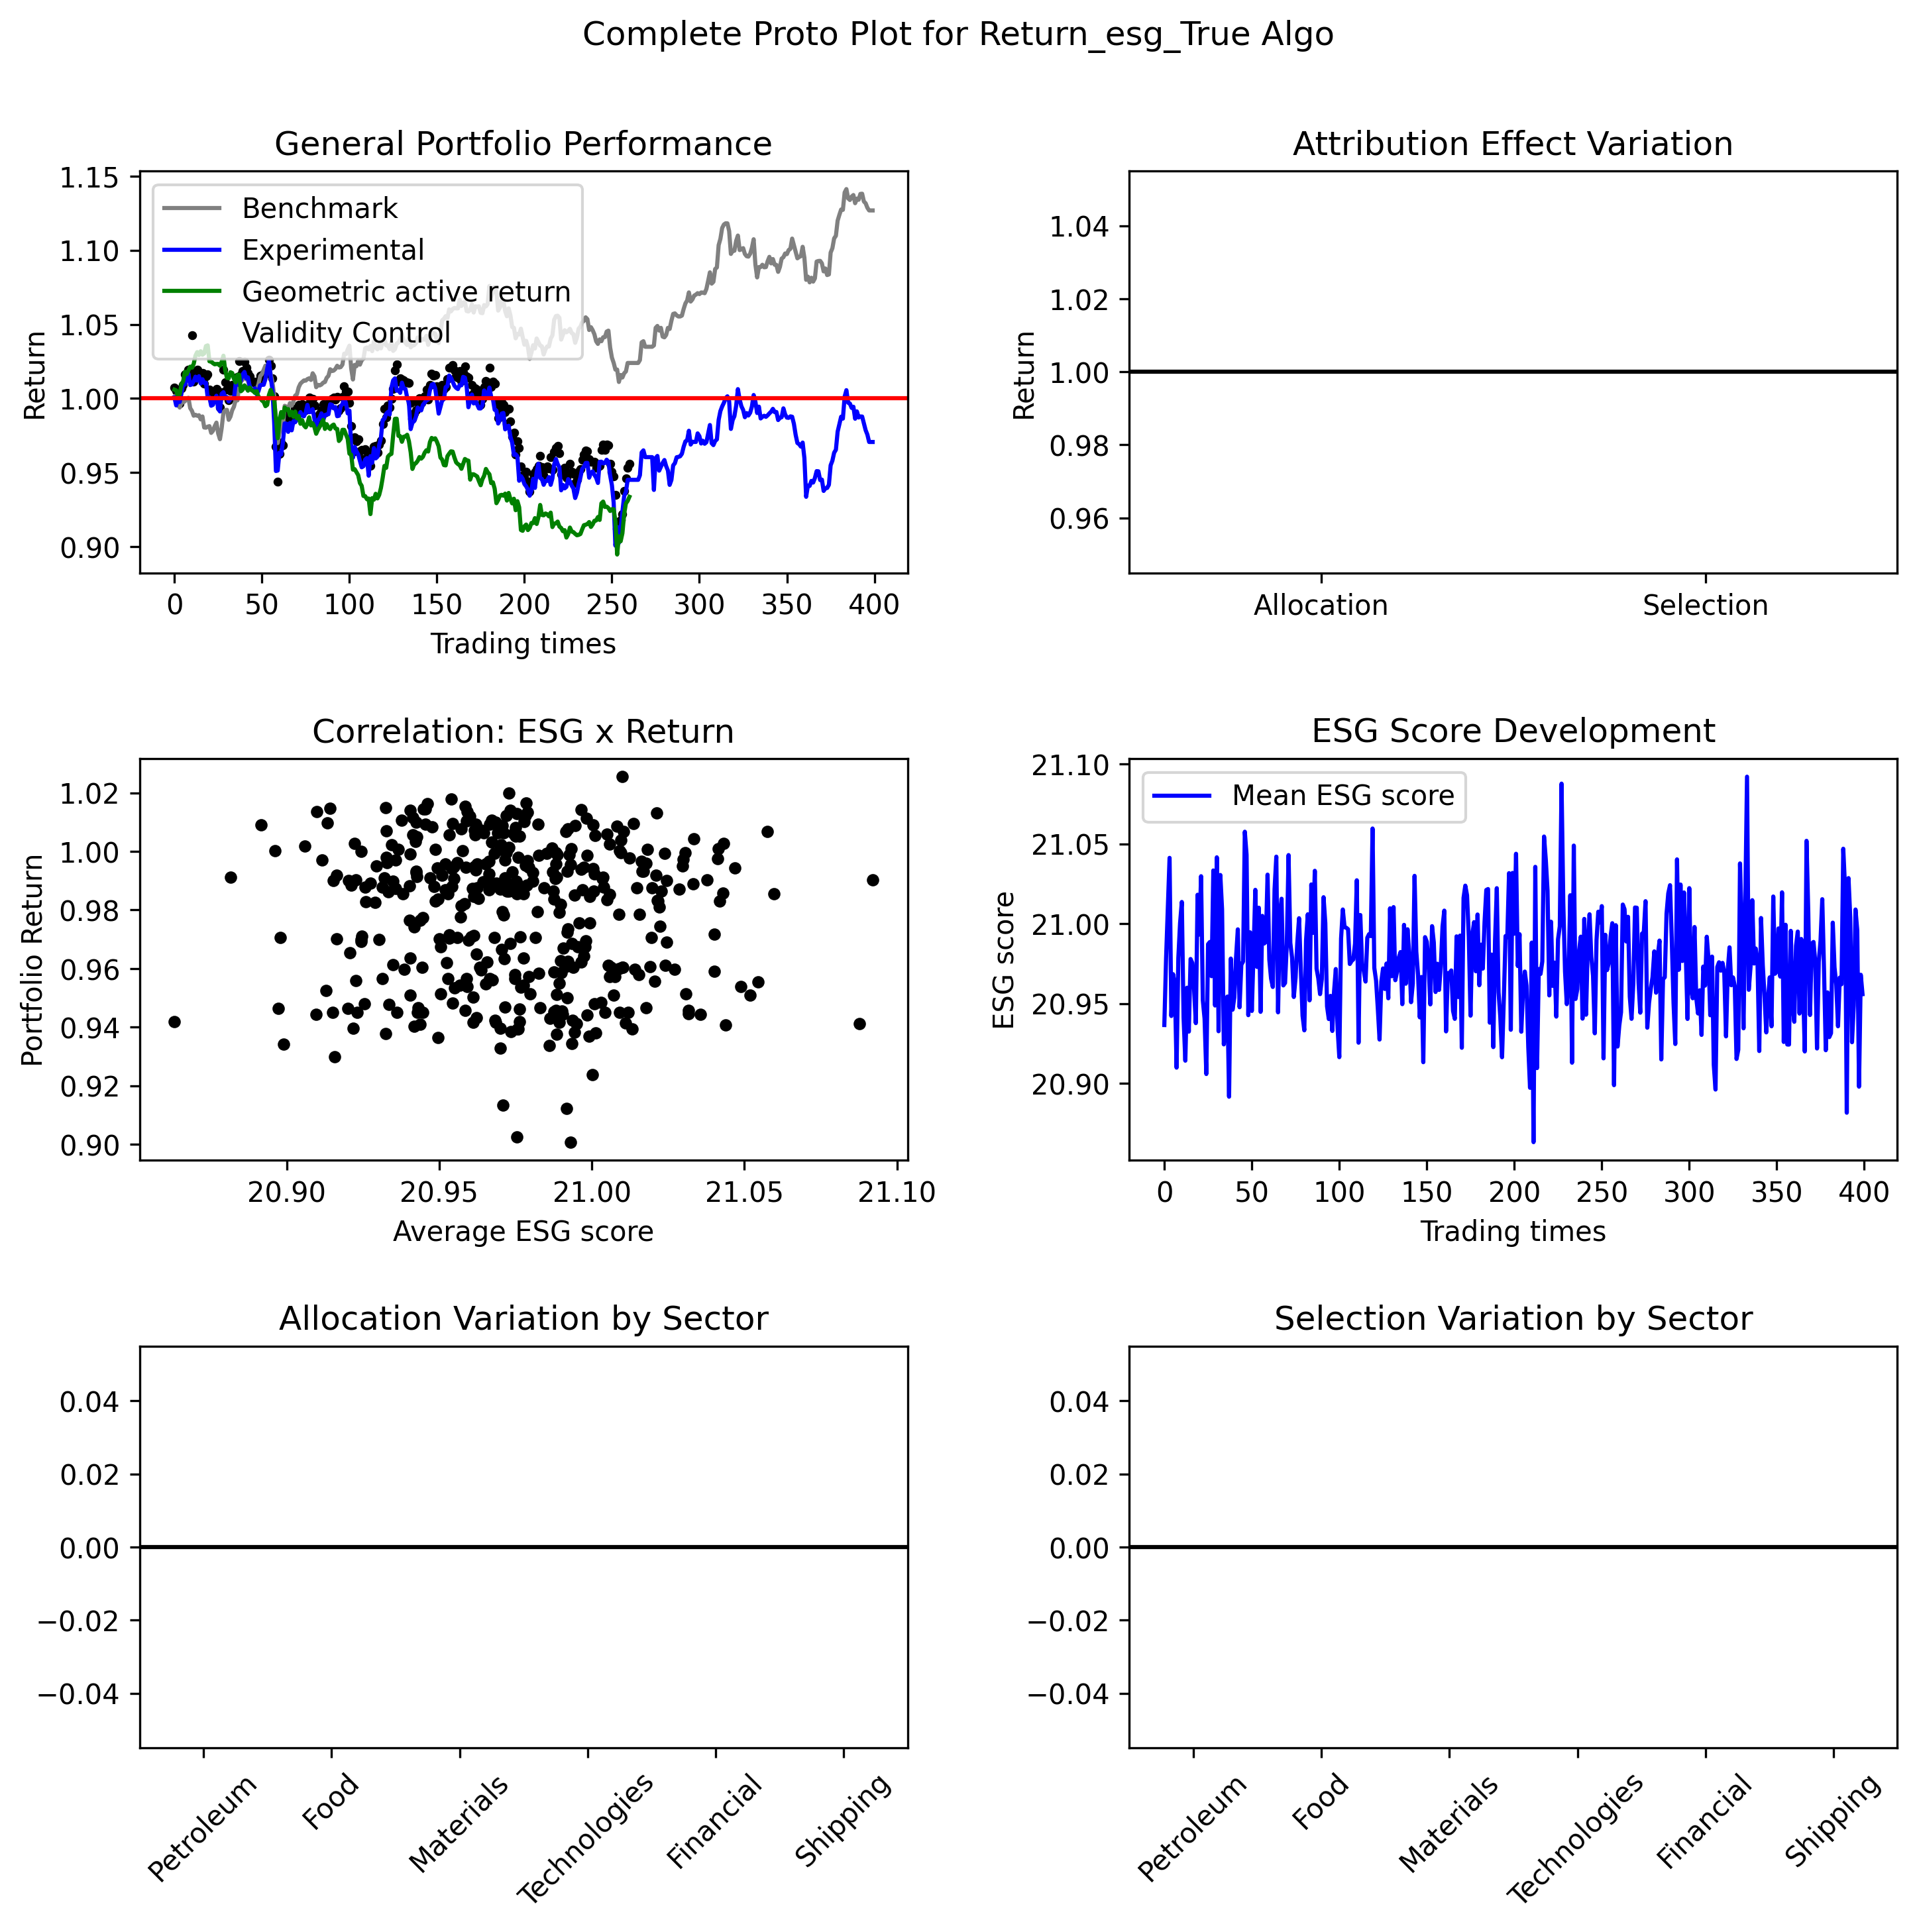 Complete Proto Plot for Return_esg_True Algo
General Portfolio Performance
1.15
1.10
1.05
1.00
0.95
0.90
Return
Benchmark
Experimental
Geometric active return
Validity Control
0 50 100 150 200 250 300 350 400
Trading times
Attribution Effect Variation
1.04
1.02
1.00
0.98
0.96
Return
Allocation Selection
Correlation: ESG x Return
1.02
1.00
0.98
0.96
0.94
0.92
0.90
Portfolio Return
20.90 20.95 21.00 21.05 21.10
Average ESG score
ESG Score Development
21.10
21.05
21.00
20.95
20.90
ESG score
Mean ESG score
0 50 100 150 200 250 300 350 400
Trading times
Allocation Variation by Sector
0.04
0.02
0.00
−0.02
−0.04
Petroleum Food Materials Technologies Financial Shipping
Selection Variation by Sector
0.04
0.02
0.00
−0.02
−0.04
Petroleum Food Materials Technologies Financial Shipping